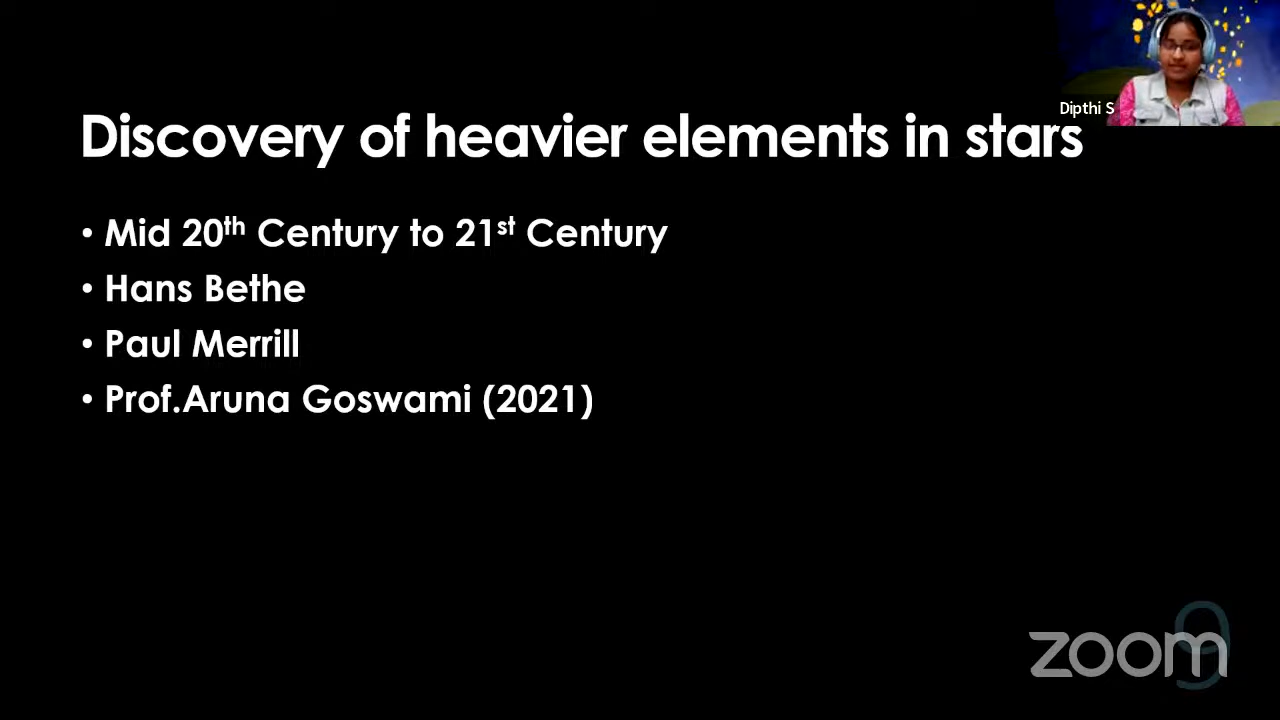 Dipthi S
Discovery of heavier elements in stars
• Mid 20th Century to 21st Century
• Hans Bethe
• Paul Merrill
• Prof.Aruna Goswami (2021)
9
zoom